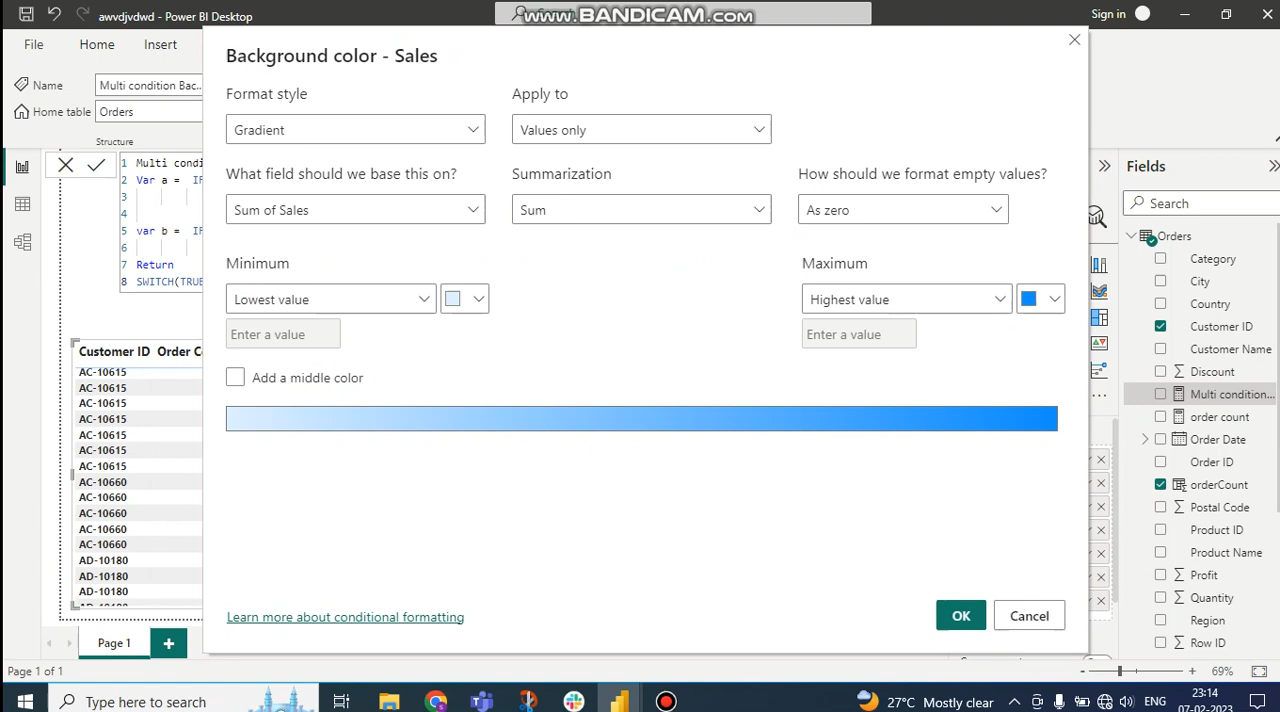 awvdjvdwd - Power BI Desktop
www.BANDICAM.com
Sign in
File
Home
Insert
Name
Multi condition Bac...
Home table
Orders
Structure
1 Multi condi
2 Var a = IF
3
4
5 var b = IF
6
7 Return
8 SWITCH(TRUE
Customer ID Order C
AC-10615
AC-10615
AC-10615
AC-10615
AC-10615
AC-10615
AC-10615
AC-10660
AC-10660
AC-10660
AC-10660
AC-10660
AD-10180
AD-10180
AD-10180
AD-10180
Background color - Sales
Format style
Apply to
Gradient
Values only
What field should we base this on?
Summarization
How should we format empty values?
Sum of Sales
Sum
As zero
Minimum
Maximum
Lowest value
Highest value
Enter a value
Enter a value
Add a middle color
Learn more about conditional formatting
OK
Cancel
Fields
Search
Orders
Category
City
Country
Customer ID
Customer Name
Discount
Multi condition...
order count
Order Date
Order ID
orderCount
Postal Code
Product ID
Product Name
Profit
Quantity
Region
Row ID
Page 1
Page 1 of 1
69%
Type here to search
27°C Mostly clear
ENG
23:14
07-02-2023